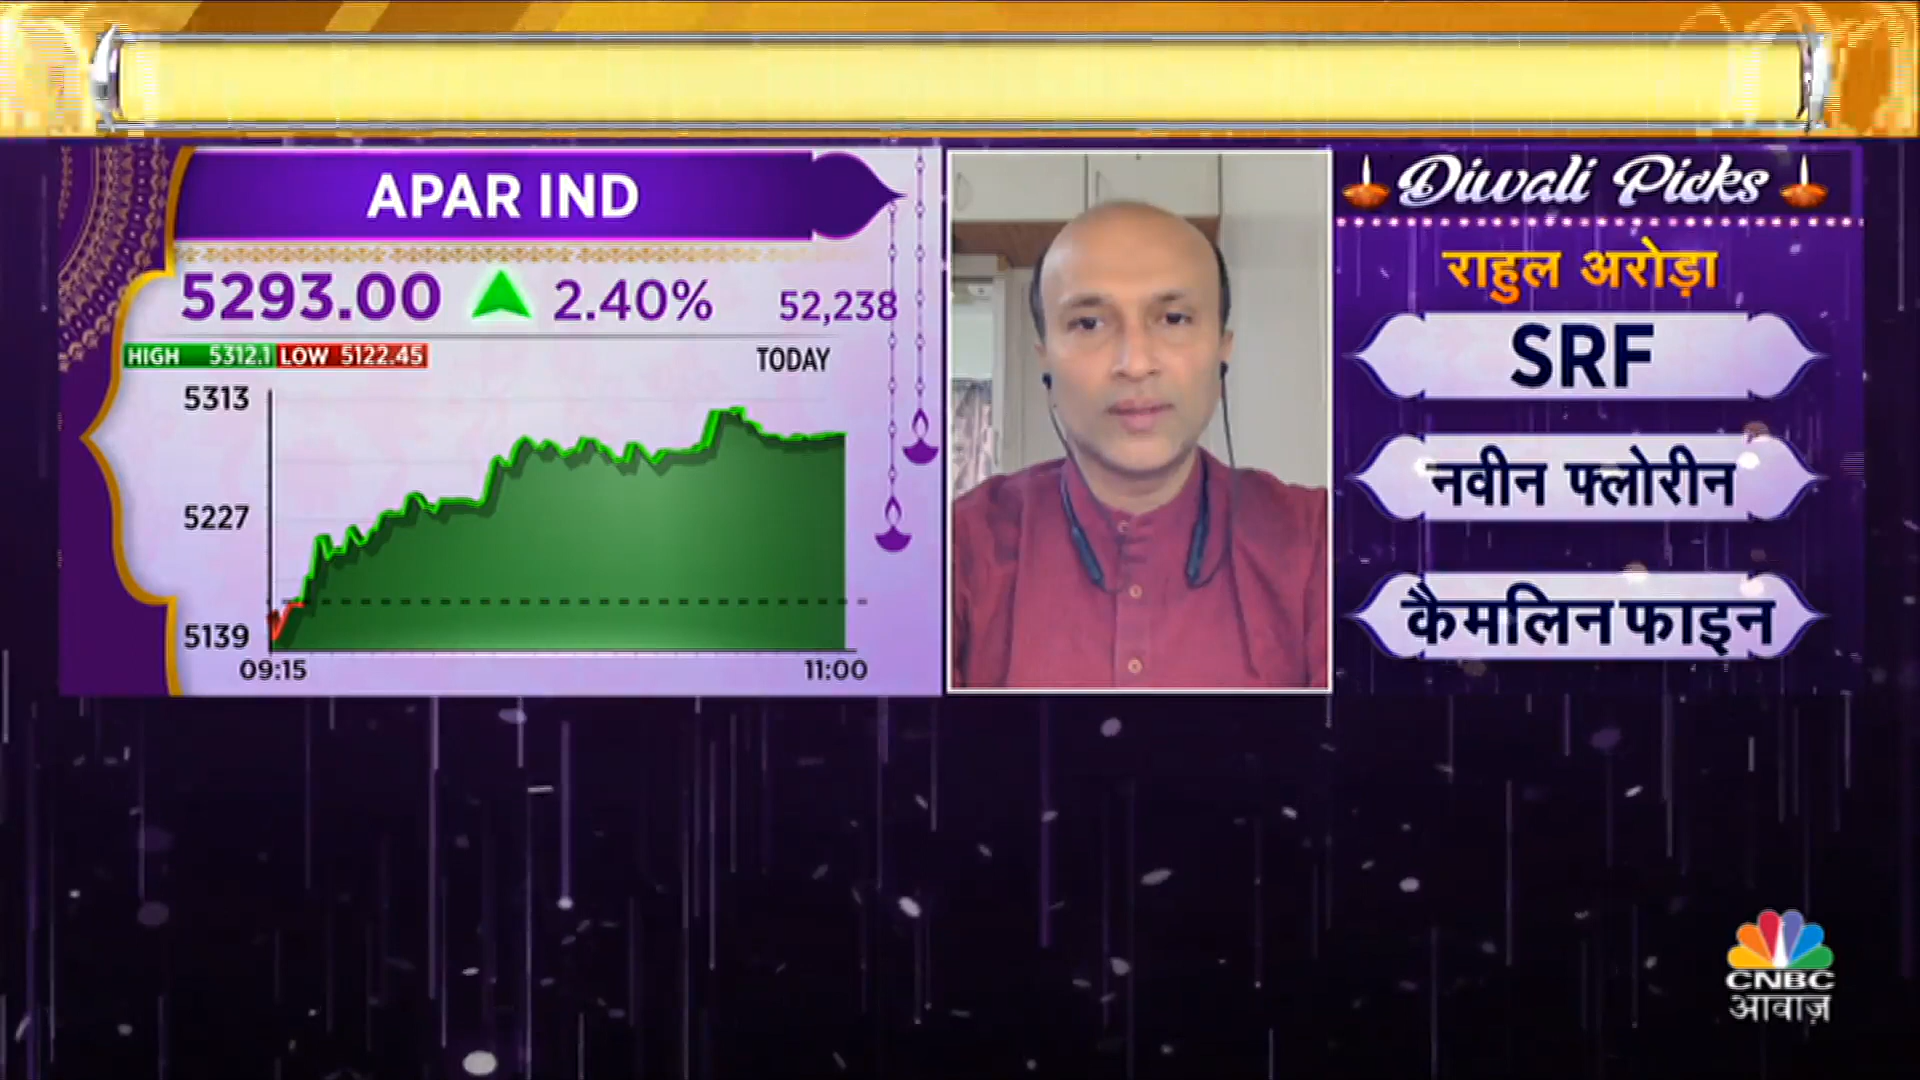 APAR IND
5293.00 2.40% 52,238
HIGH 5312.1 LOW 5122.45
TODAY
5313
5227
5139
09:15 11:00
Diwali Picks
राहुल अरोड़ा
SRF
नवीन फ्लोरीन
कैमलिन फाइन
CNBC
आवाज़